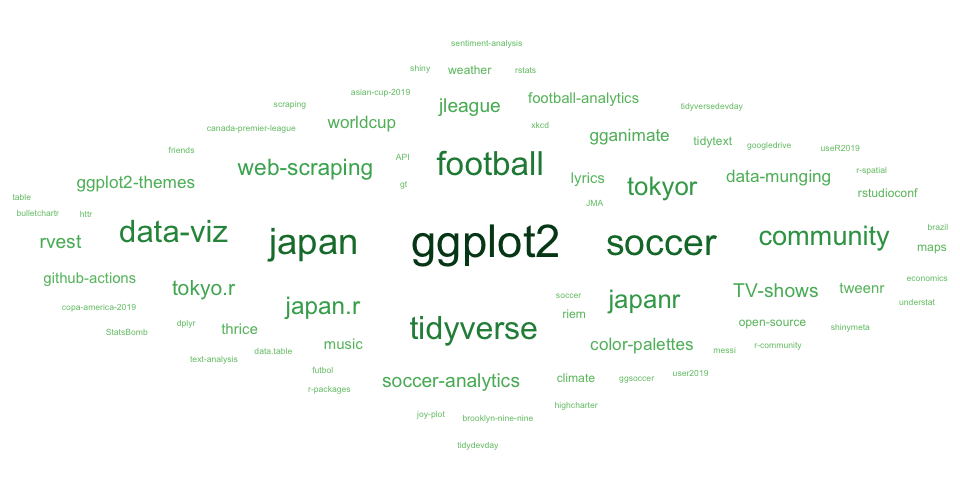 sentiment-analysis
shiny weather rstats
asian-cup-2019 jleague football-analytics
scraping tidyversedevday
canada-premier-league worldcup xkcd gganimate tidytext googledrive useR2019
friends web-scraping API football lyrics tokyor data-munging r-spatial
ggplot2-themes gt rstudioconf
table JMA
bulletchartr httr
rvest data-viz japan ggplot2 soccer community brazil
maps
github-actions tokyo.r TV-shows tweenr economics
copa-america-2019 japan.r soccer riem japanr understat
StatsBomb dplyr thrice tidyverse open-source shinymeta
text-analysis data.table music color-palettes messi r-community
futbol soccer-analytics climate ggsoccer user2019
r-packages
joy-plot brooklyn-nine-nine highcharter
tidydevday